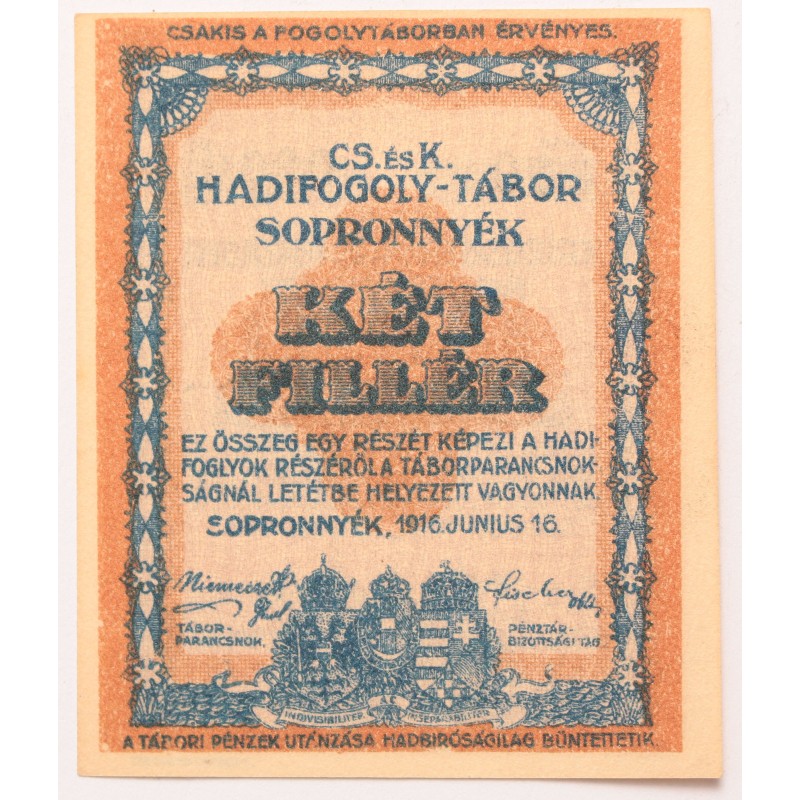 CSAKIS A FOGOLYTÁBORBAN ÉRVÉNYES.
CS. ÉS K.
HADIFOGOLY-TÁBOR
SOPRONNYÉK
KÉT
FILLÉR
EZ ÖSSZEG EGY RÉSZÉT KÉPEZI A HADI-
FOGLYOK RÉSZÉRŐL A TÁBORPARANCSNOK-
SÁGNÁL LETÉTBE HELYEZETT VAGYONNAK.
SOPRONNYÉK, 1916. JUNIUS 16.
Fischer
TÁBOR-
PARANCSNOK.
PÉNZTÁR-
BIZOTTSÁGI TAG
INDIVISIBILITER AC INSEPARABILITER
A TÁBORI PÉNZEK UTÁNZÁSA HADBIRÓSÁGILAG BÜNTETTETIK.